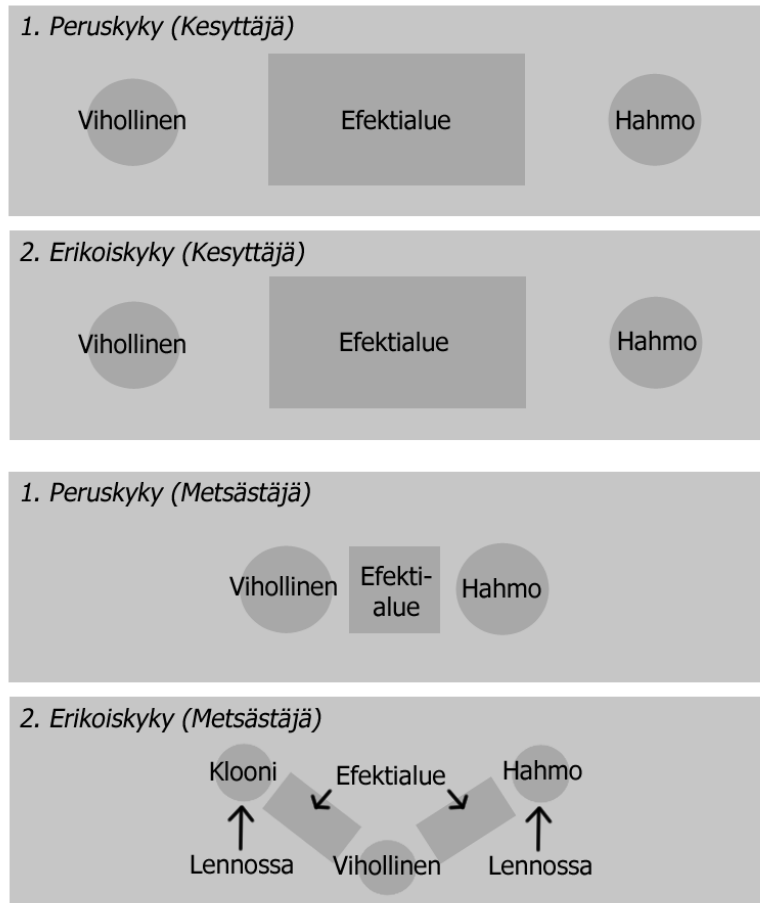 1. Peruskyky (Kesyttäjä)
Vihollinen Efektialue Hahmo
2. Erikoiskyky (Kesyttäjä)
Vihollinen Efektialue Hahmo
1. Peruskyky (Metsästäjä)
Vihollinen Efekti-
alue Hahmo
2. Erikoiskyky (Metsästäjä)
Klooni Efektialue Hahmo
Lennossa Vihollinen Lennossa